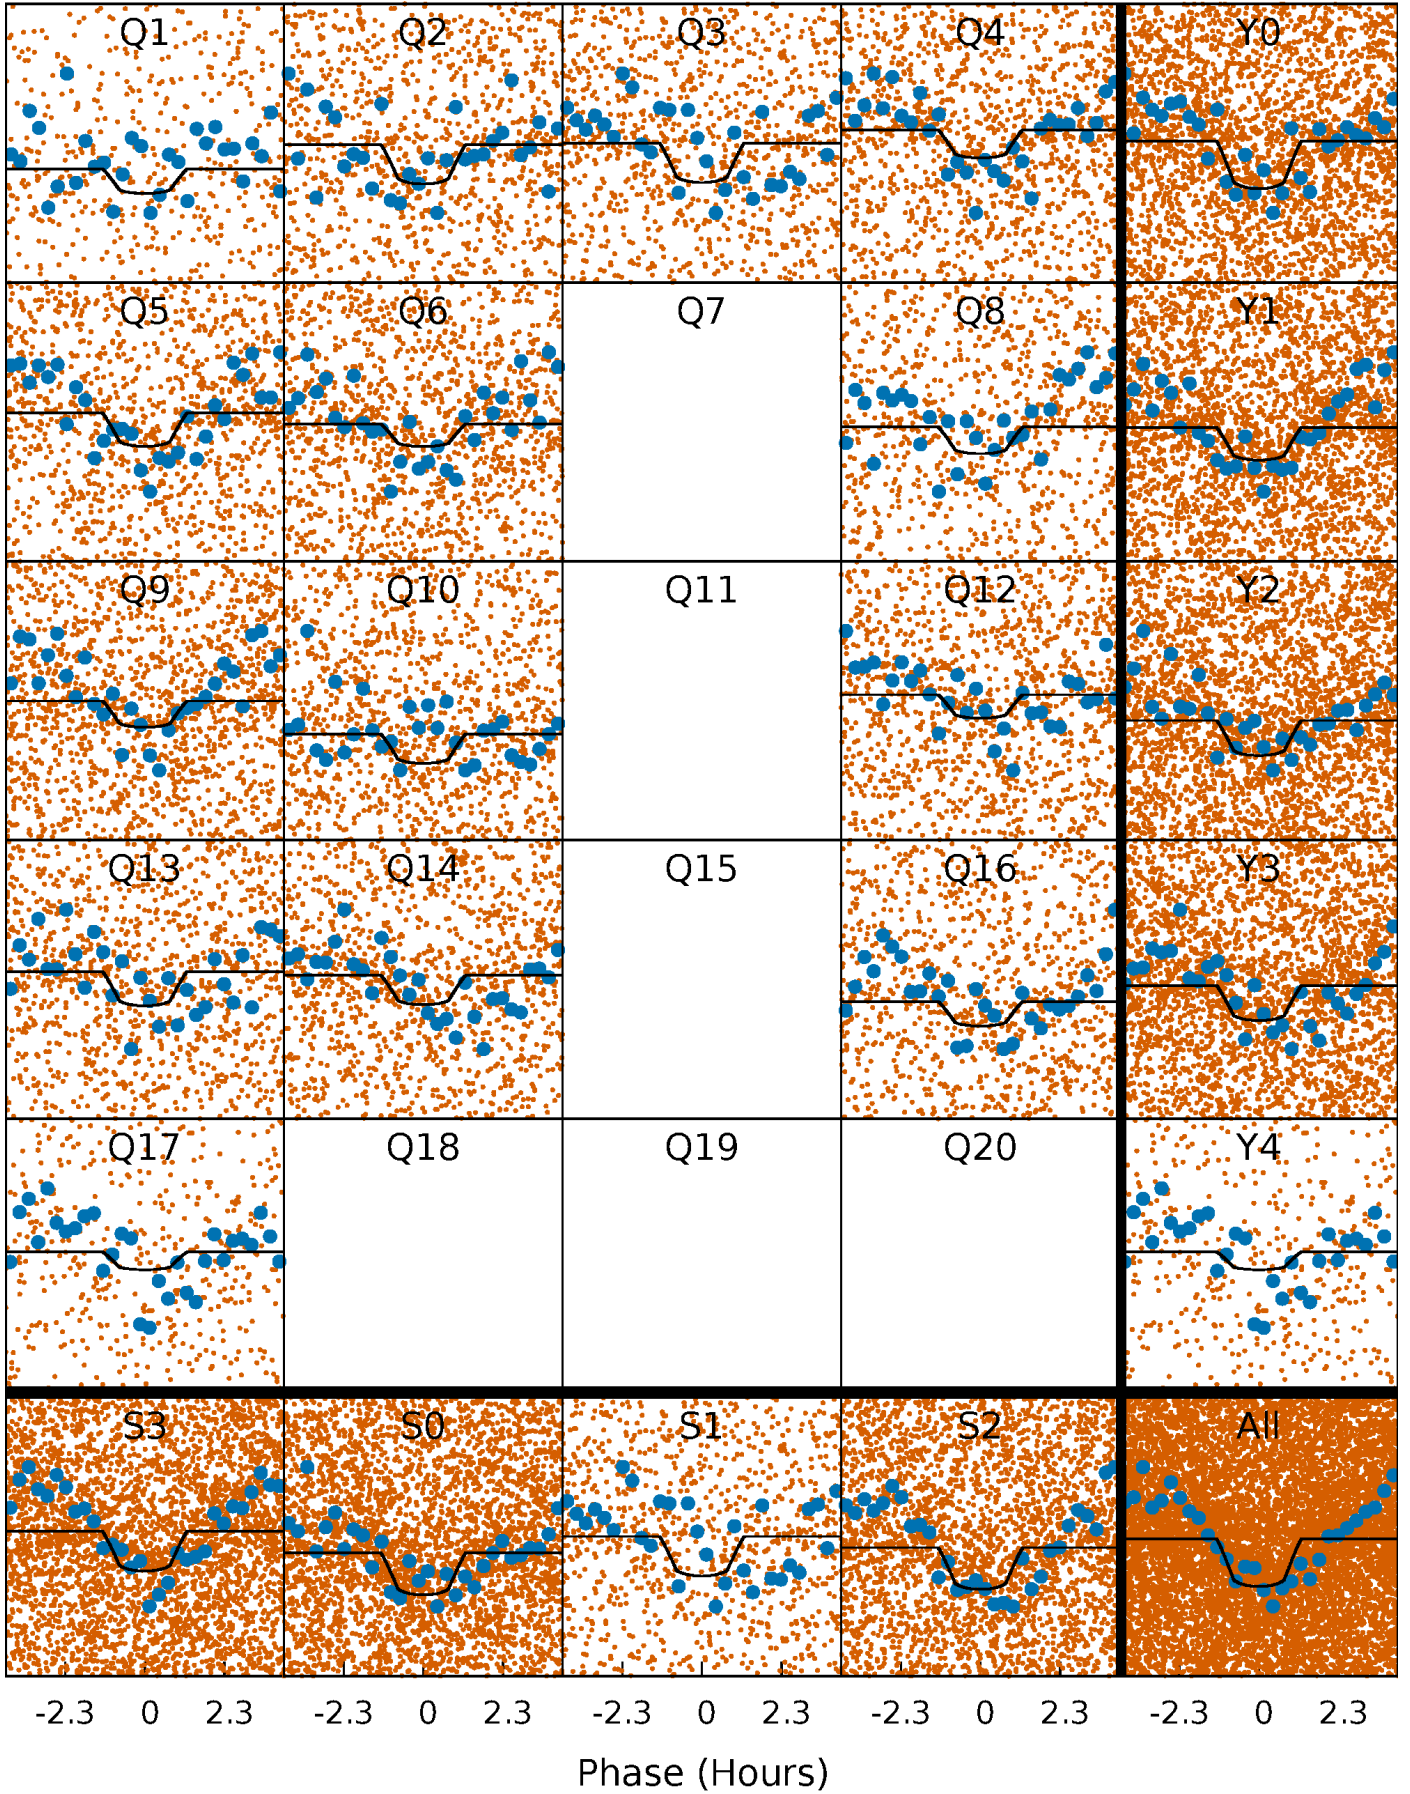 Q1 Q2 Q3 Q4 Y0
Q5 Q6 Q7 Q8 Y1
Q9 Q10 Q11 Q12 Y2
Q13 Q14 Q15 Q16 Y3
Q17 Q18 Q19 Q20 Y4
S3 S0 S1 S2 All
-2.3 0 2.3 -2.3 0 2.3 -2.3 0 2.3 -2.3 0 2.3 -2.3 0 2.3
Phase (Hours)